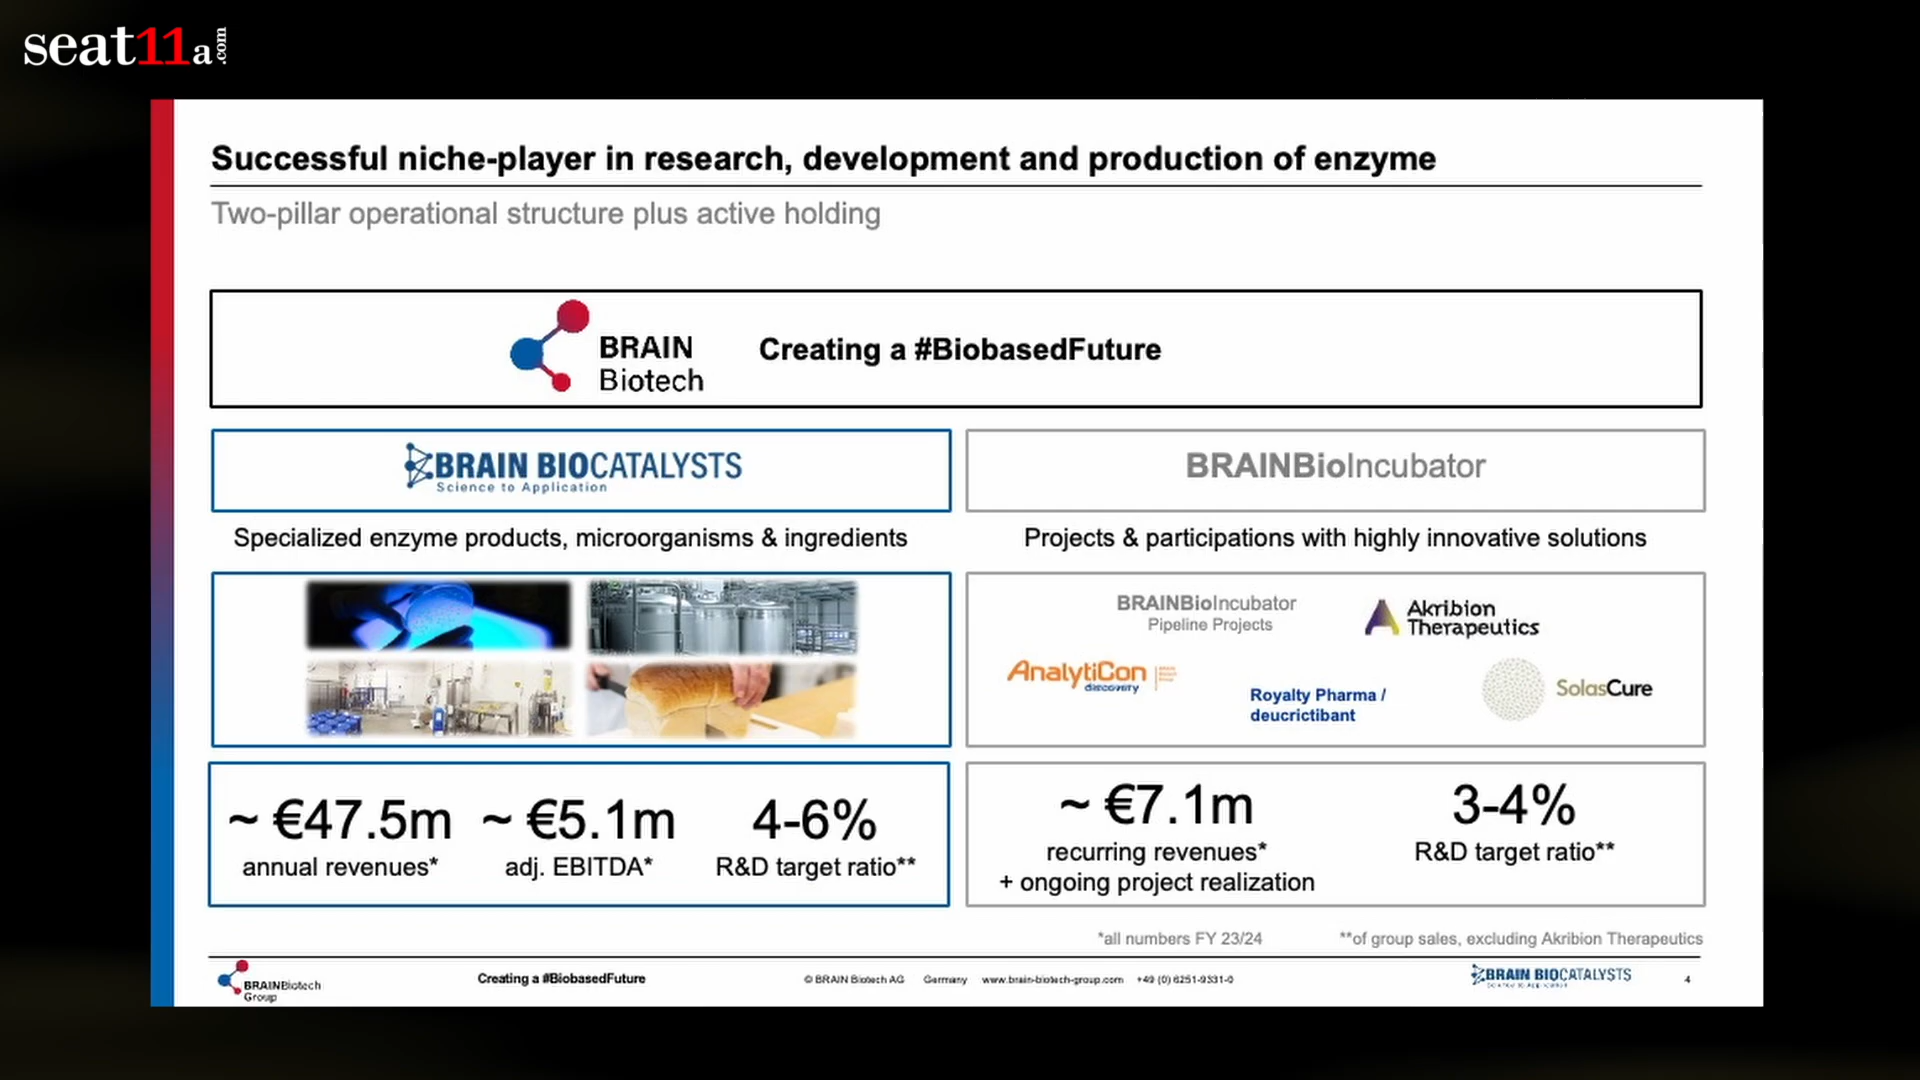 seat11a.com
Successful niche-player in research, development and production of enzyme
Two-pillar operational structure plus active holding
BRAIN
Biotech
Creating a #BiobasedFuture
BRAIN BIOCATALYSTS
Science to Application
BRAINBioIncubator
Specialized enzyme products, microorganisms & ingredients
Projects & participations with highly innovative solutions
BRAINBioIncubator
Pipeline Projects
Akribion
Therapeutics
AnalytiCon
discovery
Royalty Pharma /
deucrictibant
SolasCure
~ €47.5m
annual revenues*
~ €5.1m
adj. EBITDA*
4-6%
R&D target ratio**
~ €7.1m
recurring revenues*
+ ongoing project realization
3-4%
R&D target ratio**
*all numbers FY 23/24
**of group sales, excluding Akribion Therapeutics
BRAINBiotech
Group
Creating a #BiobasedFuture
© BRAIN Biotech AG Germany www.brain-biotech-group.com +49 (0) 6251-9331-0
BRAIN BIOCATALYSTS
4